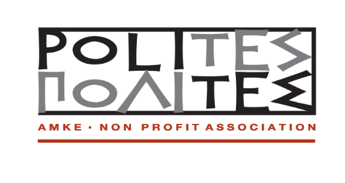 POLITES
ΠΟΛΙΤΕΣ
AMKE · NON PROFIT ASSOCIATION